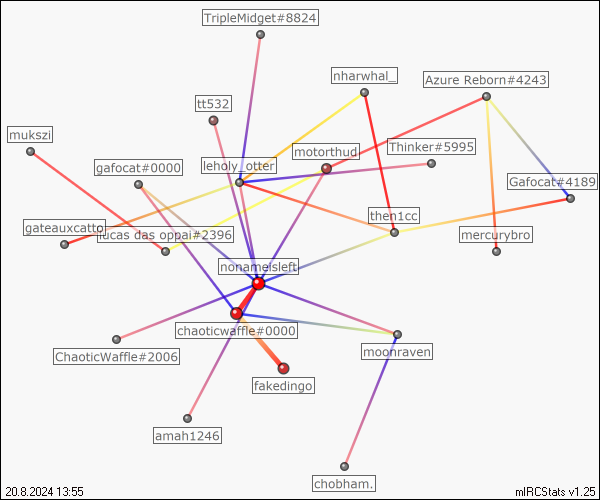 TripleMidget#8824
nharwhal_
Azure Reborn#4243
tt532
mukszi
motorthud
Thinker#5995
gafocat#0000
leholy_otter
Gafocat#4189
then1cc
gateauxcatto
lucas das oppai#2396
mercurybro
nonameisleft
chaoticwaffle#0000
ChaoticWaffle#2006
moonraven
fakedingo
amah1246
chobham.
20.8.2024 13:55
mIRCStats v1.25